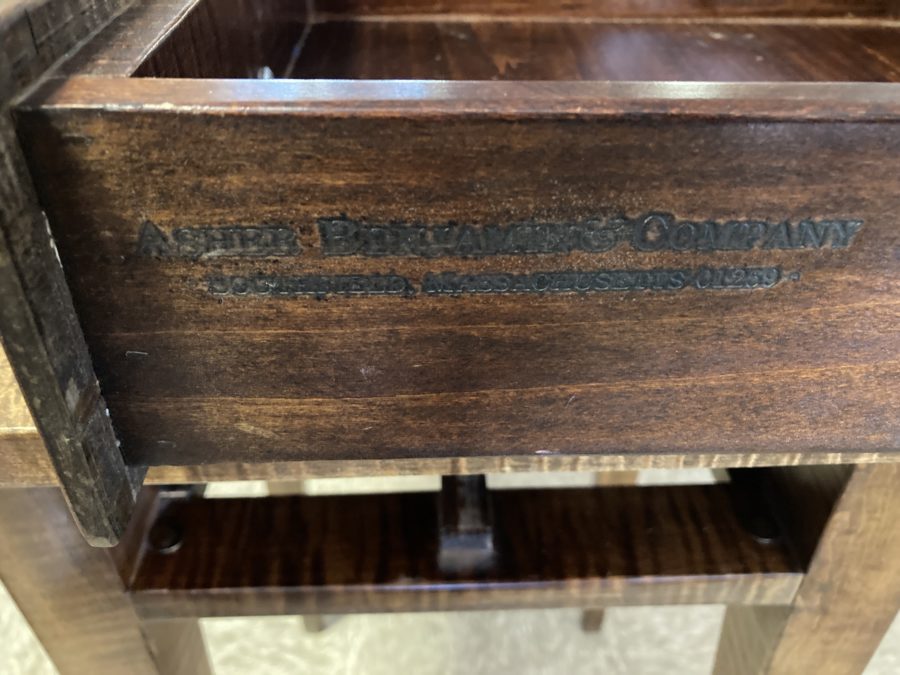 ASHER BENJAMIN & COMPANY
SOUTHFIELD, MASSACHUSETTS 01259